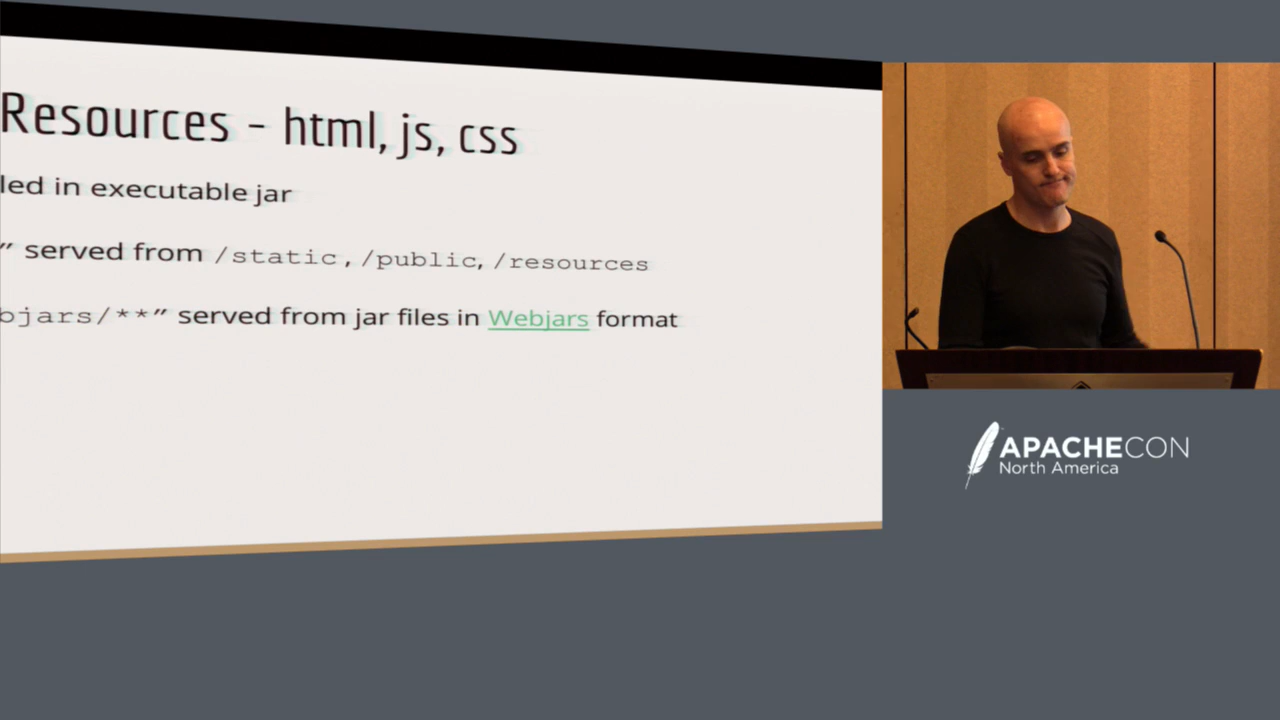 Resources - html, js, css
led in executable jar
” served from /static, /public, /resources
bjars/**” served from jar files in Webjars format
APACHECON
North America